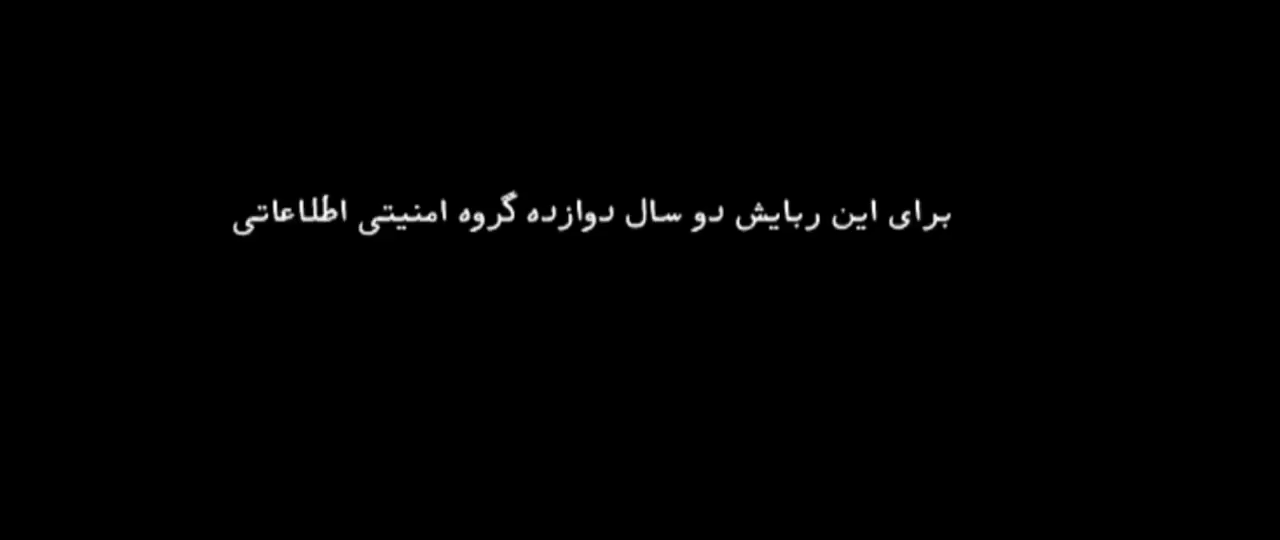 برای این ربایش دو سال دوازده گروه امنیتی اطلاعاتی